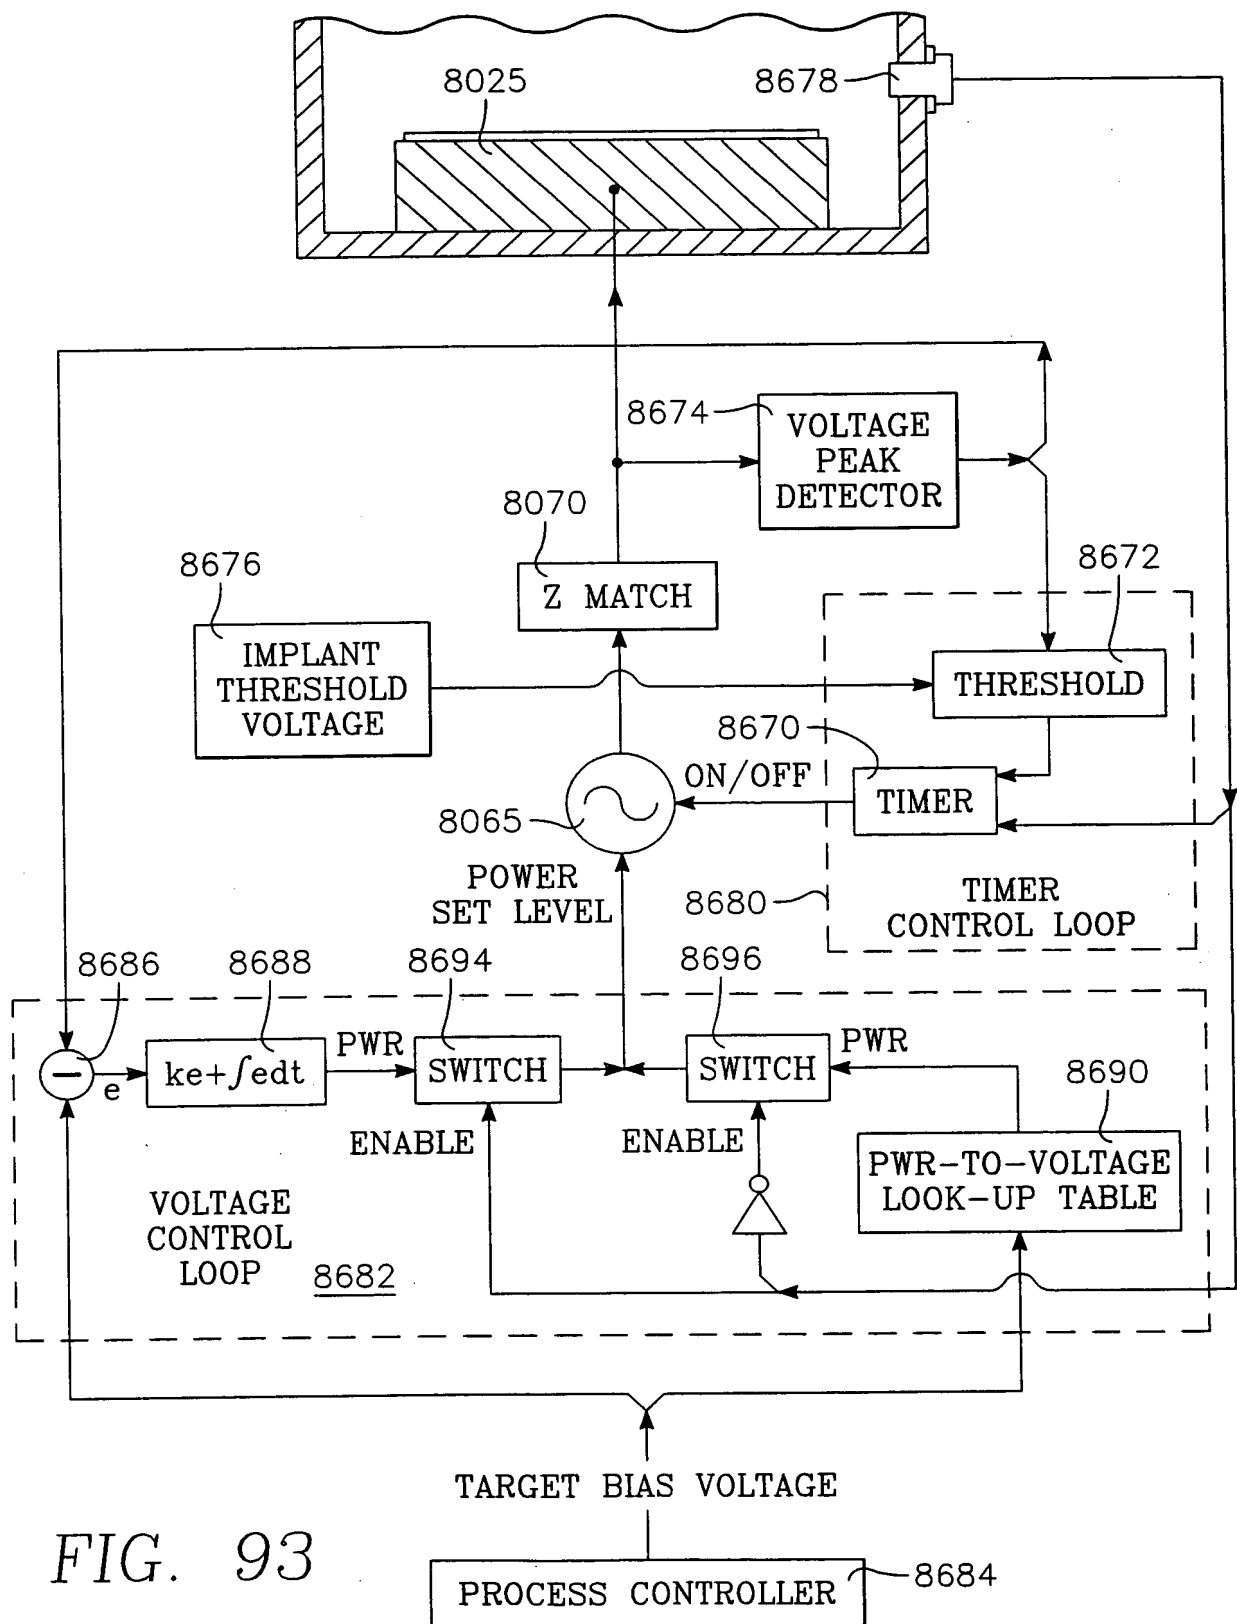 8025
8678
8674
VOLTAGE
PEAK
DETECTOR
8070
Z MATCH
8676
IMPLANT
THRESHOLD
VOLTAGE
8672
THRESHOLD
8670
ON/OFF
TIMER
8065
POWER
SET LEVEL
8680
TIMER
CONTROL LOOP
8686
8688
8694
8696
−
e
ke+∫edt
PWR
SWITCH
SWITCH
PWR
8690
ENABLE
ENABLE
PWR-TO-VOLTAGE
LOOK-UP TABLE
VOLTAGE
CONTROL
LOOP
8682
TARGET BIAS VOLTAGE
FIG. 93
PROCESS CONTROLLER
8684